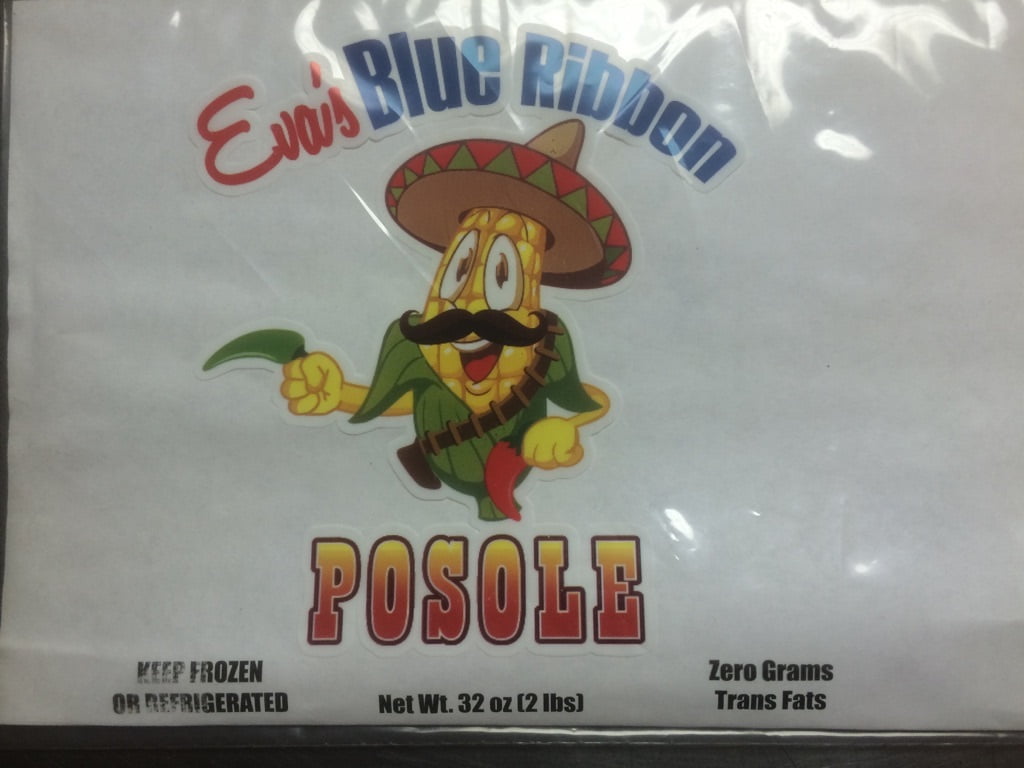 Eva's Blue Ribbon
POSOLE
KEEP FROZEN
OR REFRIGERATED
Net Wt. 32 oz (2 lbs)
Zero Grams
Trans Fats